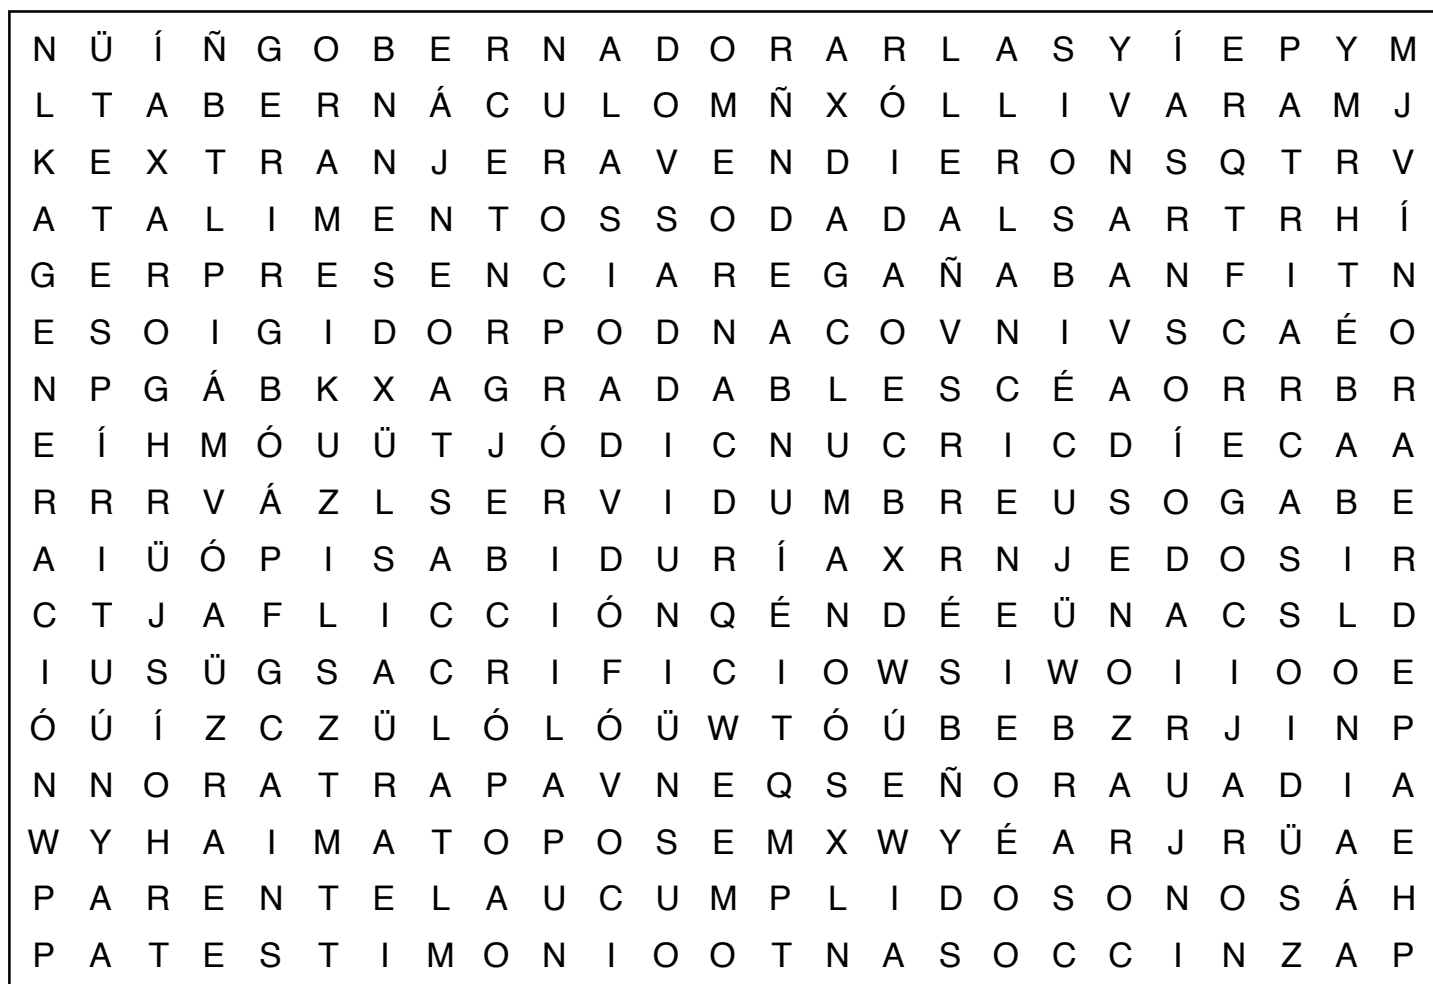 N Ü Í Ñ G O B E R N A D O R A R L A S Y Í E P Y M
L T A B E R N Á C U L O M Ñ X Ó L L I V A R A M J
K E X T R A N J E R A V E N D I E R O N S Q T R V
A T A L I M E N T O S S O D A D A L S A R T R H Í
G E R P R E S E N C I A R E G A Ñ A B A N F I T N
E S O I G I D O R P O D N A C O V N I V S C A É O
N P G Á B K X A G R A D A B L E S C É A O R R B R
E Í H M Ó U Ü T J Ó D I C N U C R I C D Í E C A A
R R R V Á Z L S E R V I D U M B R E U S O G A B E
A I Ü Ó P I S A B I D U R Í A X R N J E D O S I R
C T J A F L I C C I Ó N Q É N D É E Ü N A C S L D
I U S Ü G S A C R I F I C I O W S I W O I I O O E
Ó Ú Í Z C Z Ü L Ó L Ó Ü W T Ó Ú B E B Z R J I N P
N N O R A T R A P A V N E Q S E Ñ O R A U A D I A
W Y H A I M A T O P O S E M X W Y É A R J R Ü A E
P A R E N T E L A U C U M P L I D O S O N O S Á H
P A T E S T I M O N I O O T N A S O C C I N Z A P